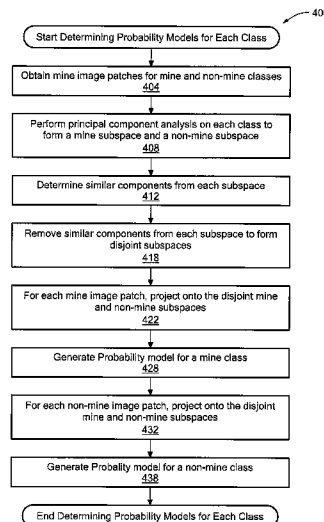 40
Start Determining Probability Models for Each Class
Obtain mine image patches for mine and non-mine classes
404
Perform principal component analysis on each class to
form a mine subspace and a non-mine subspace
408
Determine similar components from each subspace
412
Remove similar components from each subspace to form
disjoint subspaces
418
For each mine image patch, project onto the disjoint mine
and non-mine subspaces
422
Generate Probability model for a mine class
428
For each non-mine image patch, project onto the disjoint
mine and non-mine subspaces
432
Generate Probality model for a non-mine class
438
End Determining Probability Models for Each Class